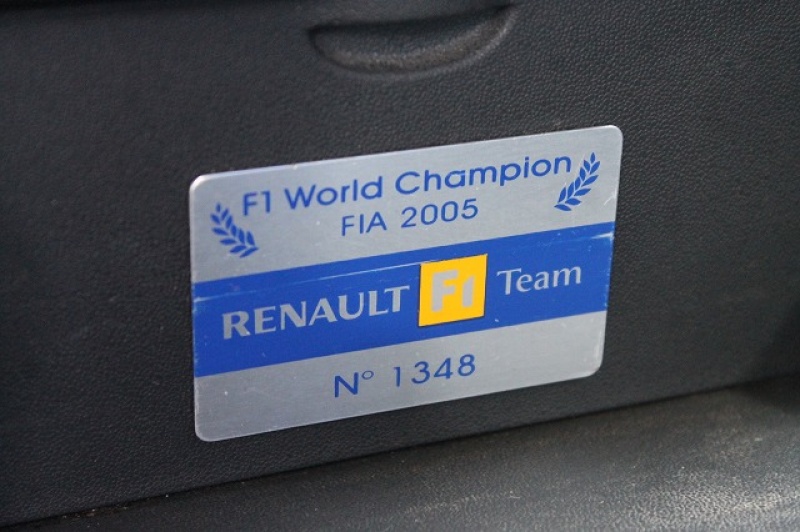 F1 World Champion
FIA 2005
RENAULT F1 Team
N° 1348